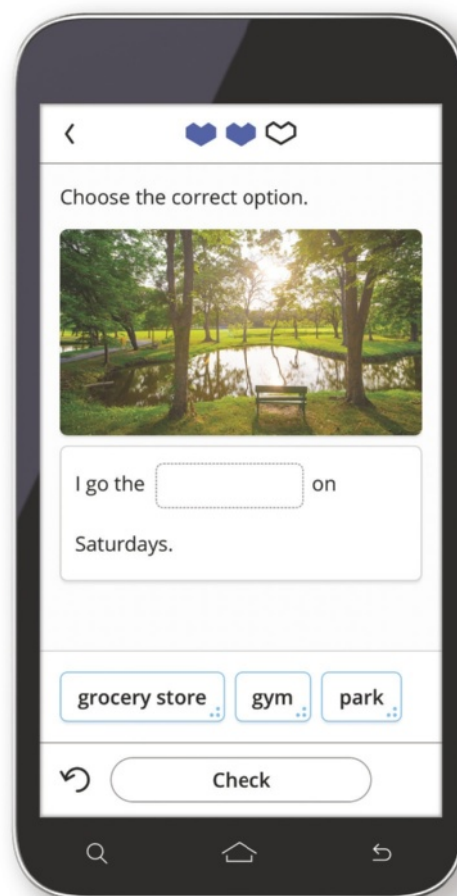 Choose the correct option.
I go the on
Saturdays.
grocery store gym park
Check